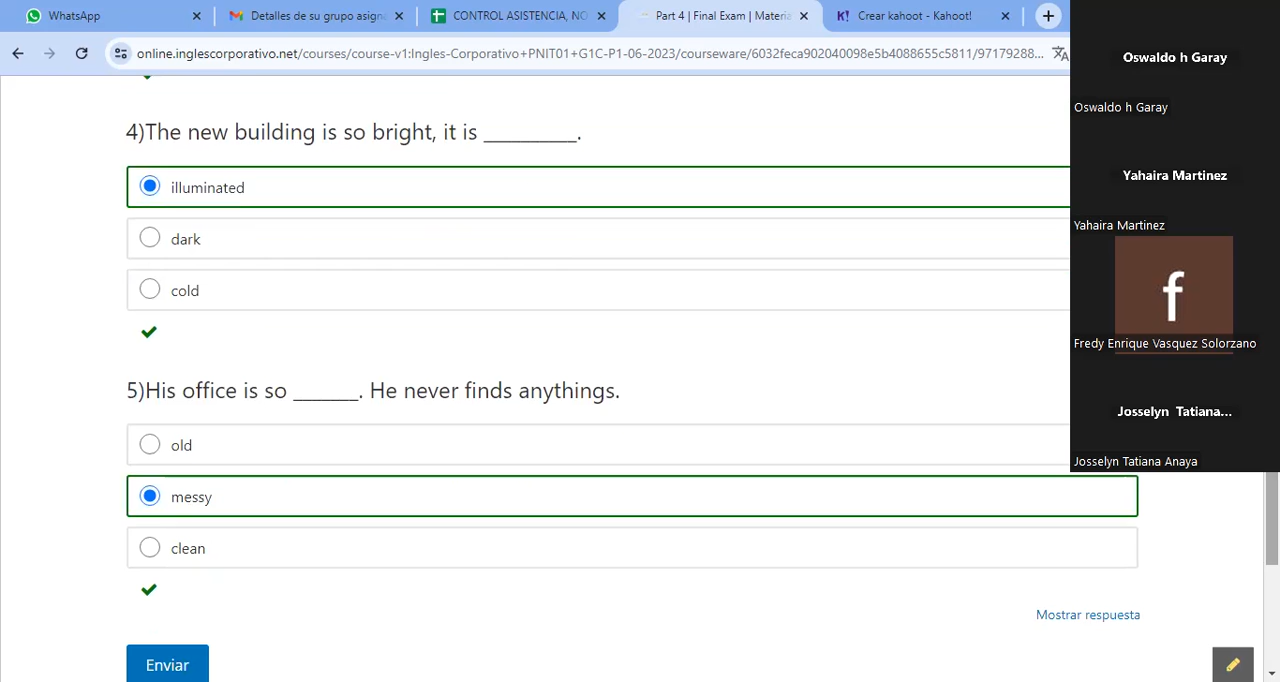 WhatsApp
Detalles de su grupo asigna
CONTROL ASISTENCIA, NO
Part 4 | Final Exam | Materia
K! Crear kahoot - Kahoot!
online.inglescorporativo.net/courses/course-v1:Ingles-Corporativo+PNIT01+G1C-P1-06-2023/courseware/6032feca902040098e5b4088655c5811/97179288...
4)The new building is so bright, it is _________.
illuminated
dark
cold
5)His office is so ______. He never finds anythings.
old
messy
clean
Mostrar respuesta
Enviar
Oswaldo h Garay
Oswaldo h Garay
Yahaira Martinez
Yahaira Martinez
f
Fredy Enrique Vasquez Solorzano
Josselyn Tatiana...
Josselyn Tatiana Anaya